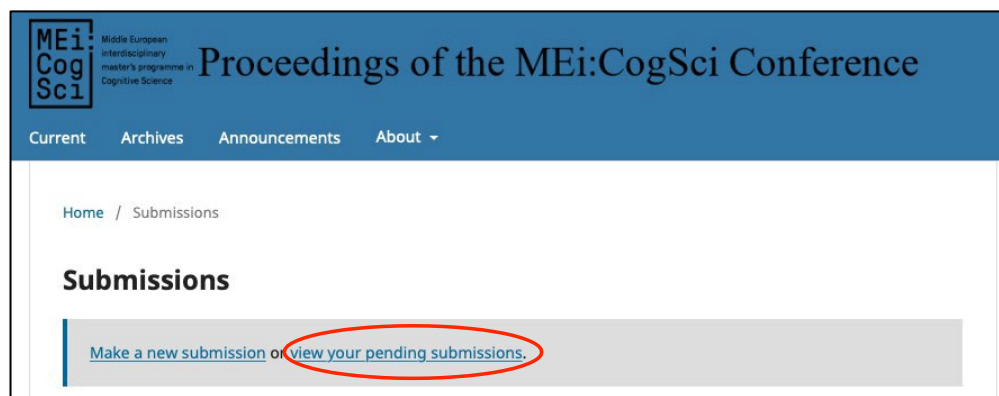 MEi:
Cog
Sci
Middle European
interdisciplinary
master's programme in
Cognitive Science
Proceedings of the MEi:CogSci Conference
Current Archives Announcements About
Home / Submissions
Submissions
Make a new submission or view your pending submissions.